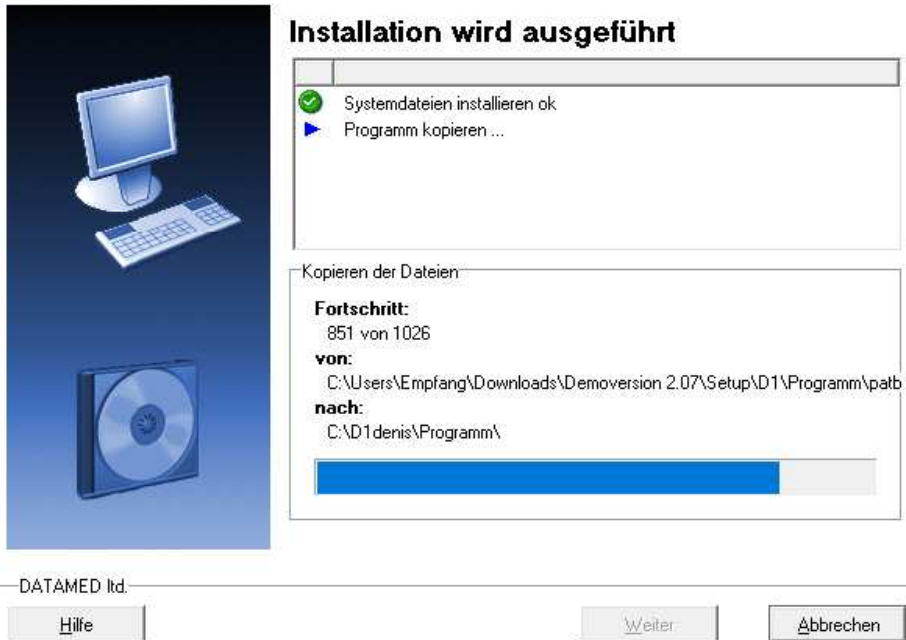 Installation wird ausgeführt
Systemdateien installieren ok
Programm kopieren ...
Kopieren der Dateien
Fortschritt:
851 von 1026
von:
C:\Users\Empfang\Downloads\Demoversion 2.07\Setup\D1\Programm\patb
nach:
C:\D1denis\Programm\
DATAMED ltd.
Hilfe
Weiter
Abbrechen